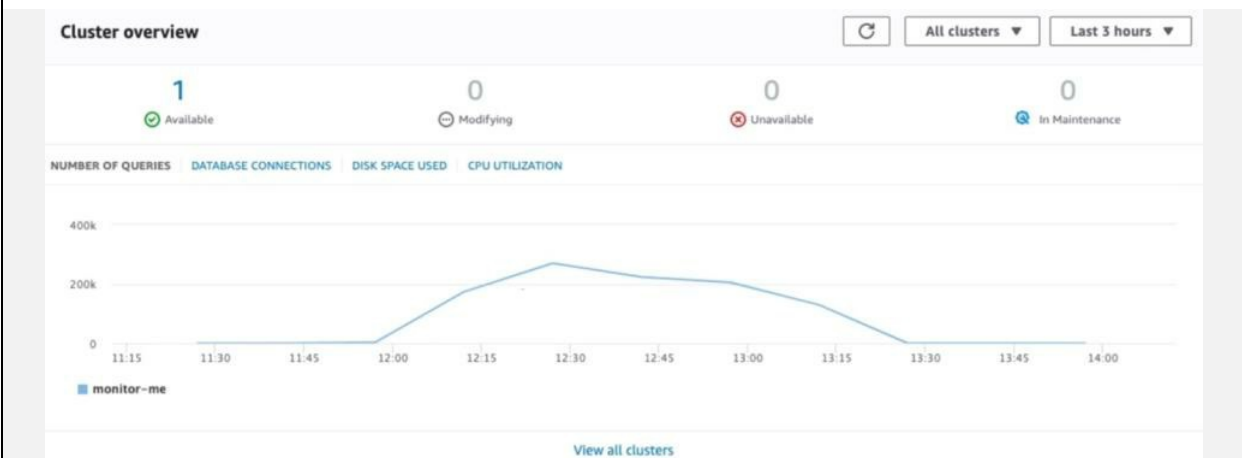 Cluster overview
All clusters ▼ Last 3 hours ▼
1 0 0 0
Available Modifying Unavailable In Maintenance
NUMBER OF QUERIES DATABASE CONNECTIONS DISK SPACE USED CPU UTILIZATION
400k
200k
0
11:15 11:30 11:45 12:00 12:15 12:30 12:45 13:00 13:15 13:30 13:45 14:00
monitor-me
View all clusters